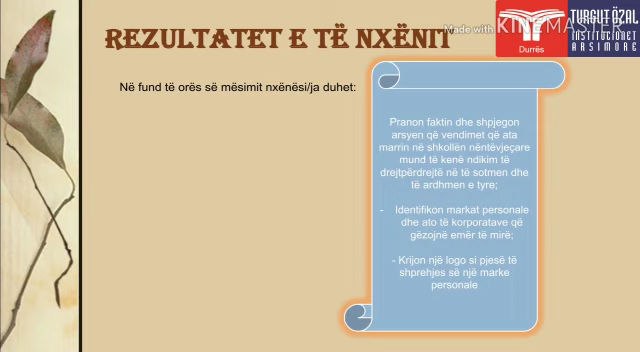 REZULTATET E TË NXËNIT
Made with KINEMASTER
TURGUT ÖZAL
INSTITUCIONET
ARSIMORE
Durrës
Në fund të orës së mësimit nxënësi/ja duhet:
Pranon faktin dhe shpjegon
arsyen që vendimet që ata
marrin në shkollën nëntëvjeçare
mund të kenë ndikim të
drejtpërdrejtë në të sotmen dhe
të ardhmen e tyre;
- Identifikon markat personale
dhe ato të korporatave që
gëzojnë emër të mirë;
- Krijon një logo si pjesë të
shprehjes së një marke
personale